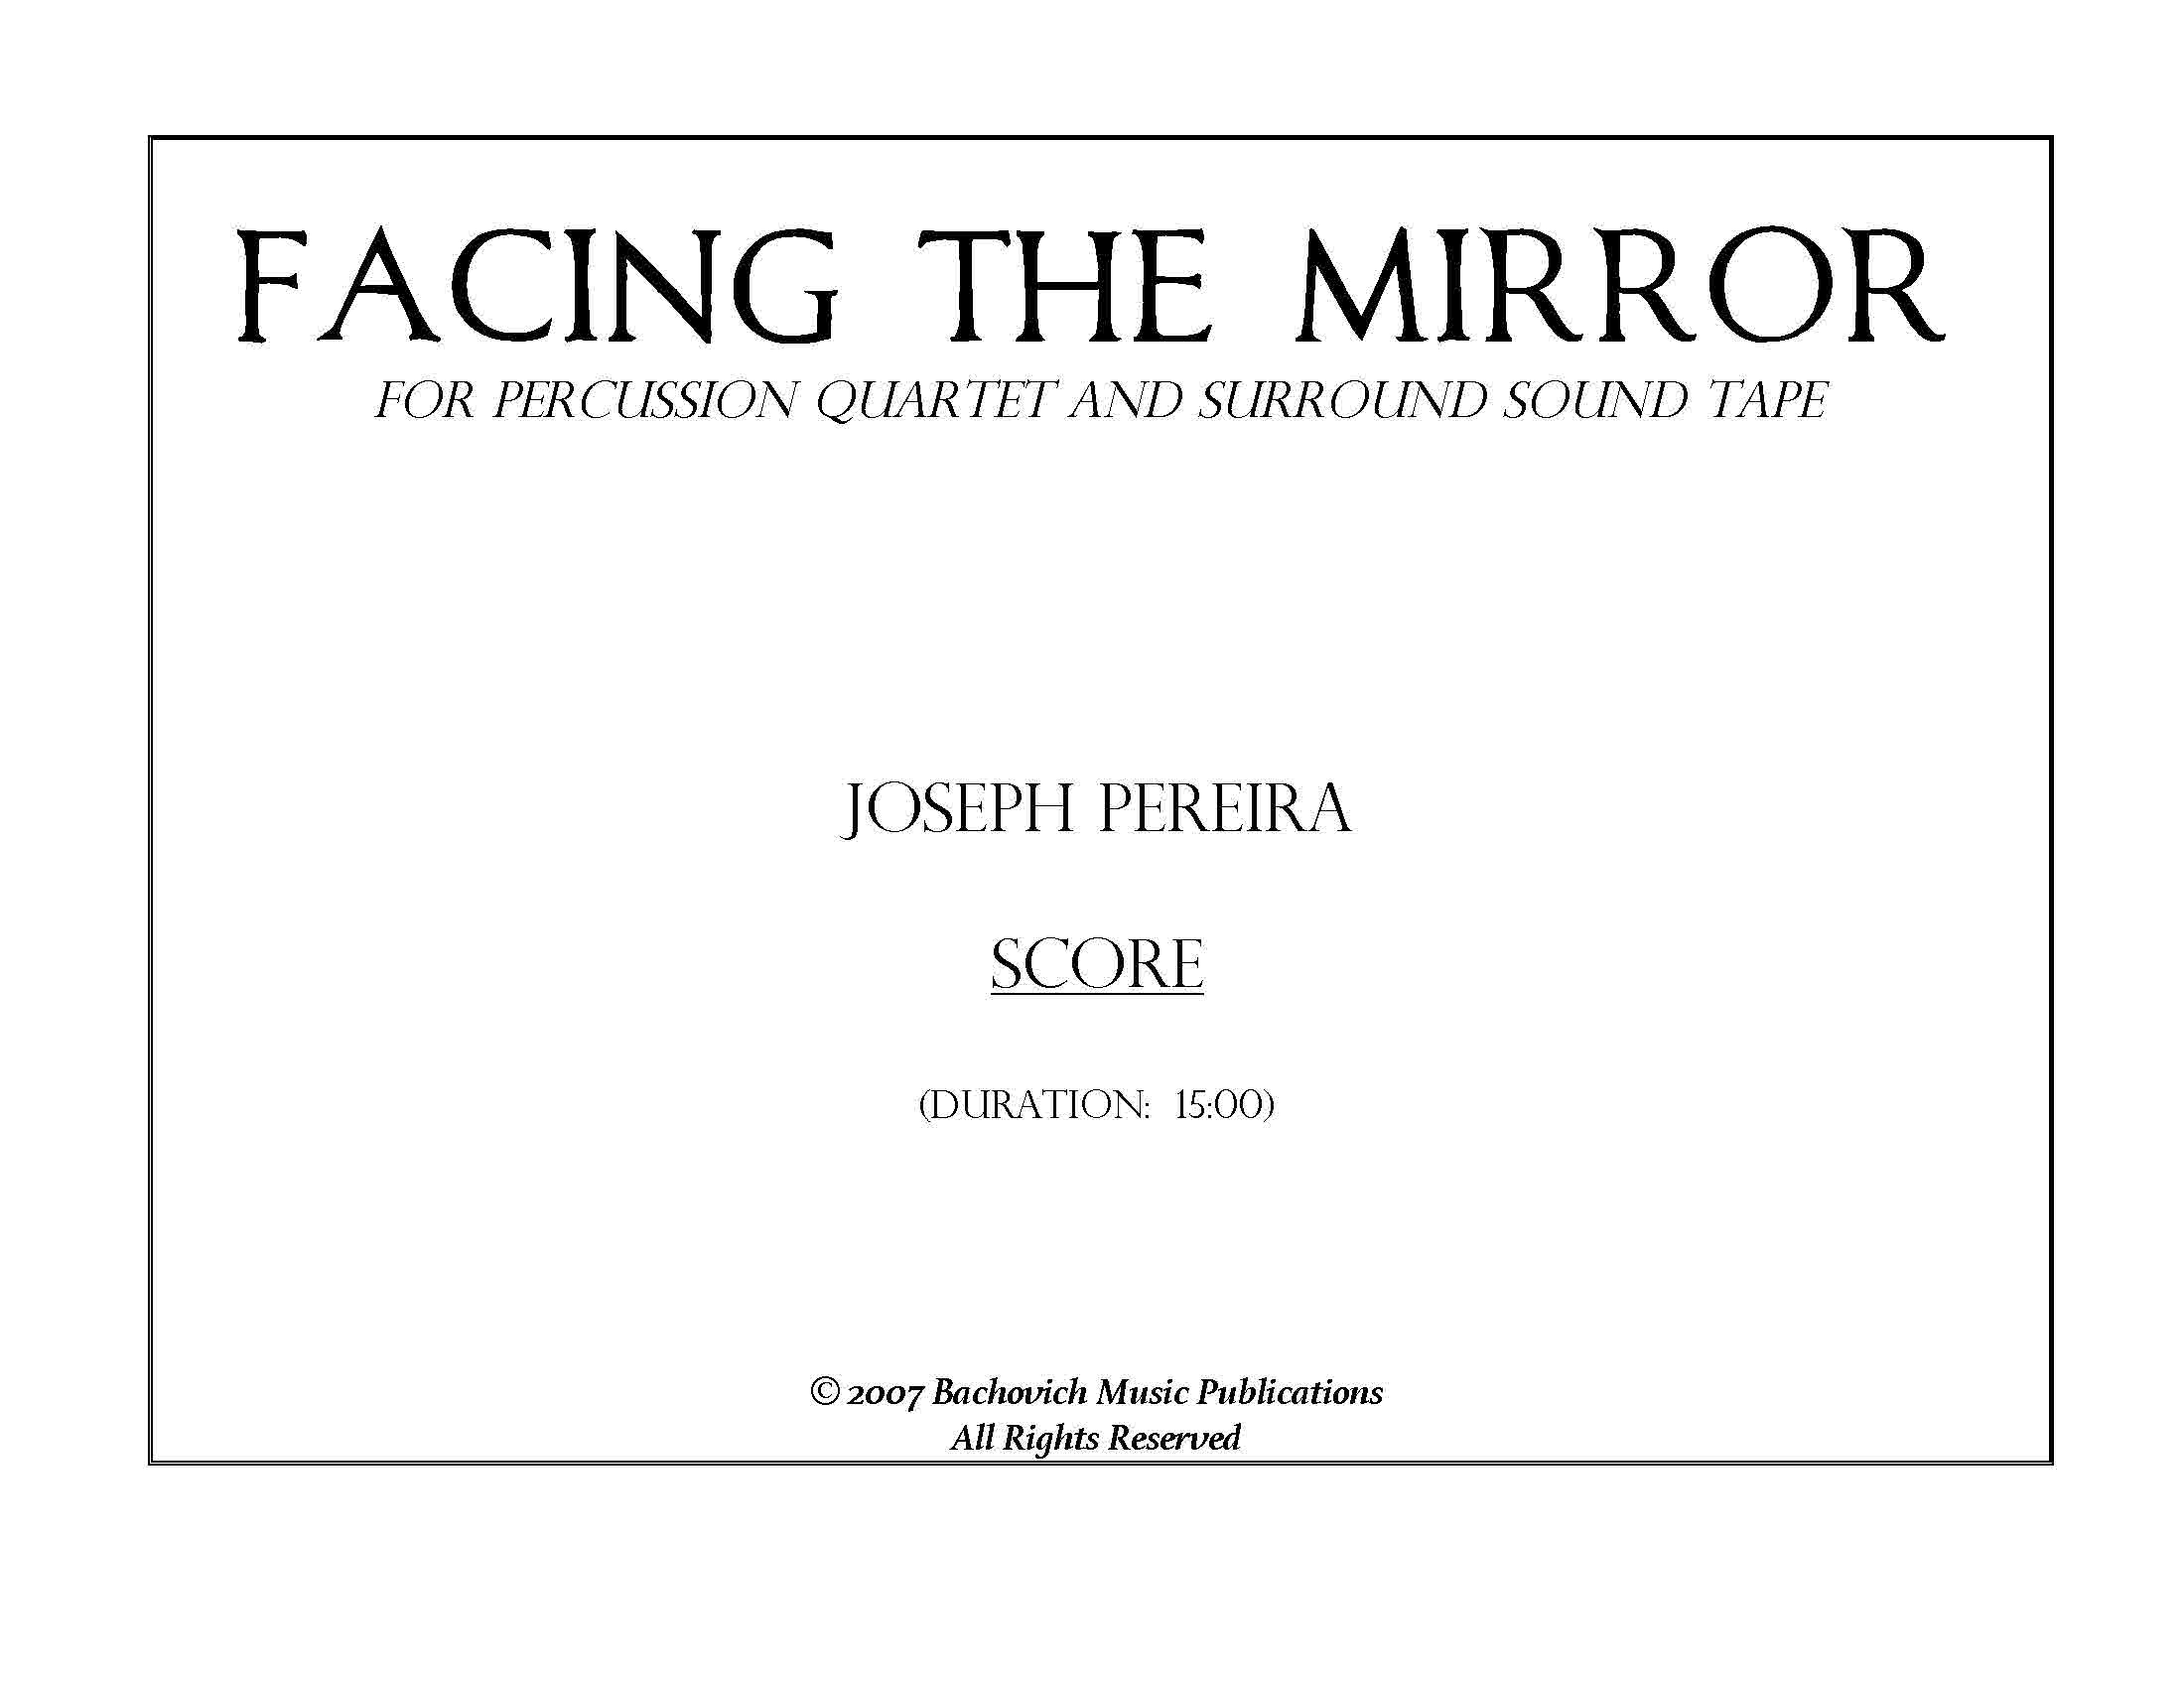 FACING THE MIRROR
FOR PERCUSSION QUARTET AND SURROUND SOUND TAPE
JOSEPH PEREIRA
SCORE
(DURATION: 15:00)
© 2007 Bachovich Music Publications
All Rights Reserved